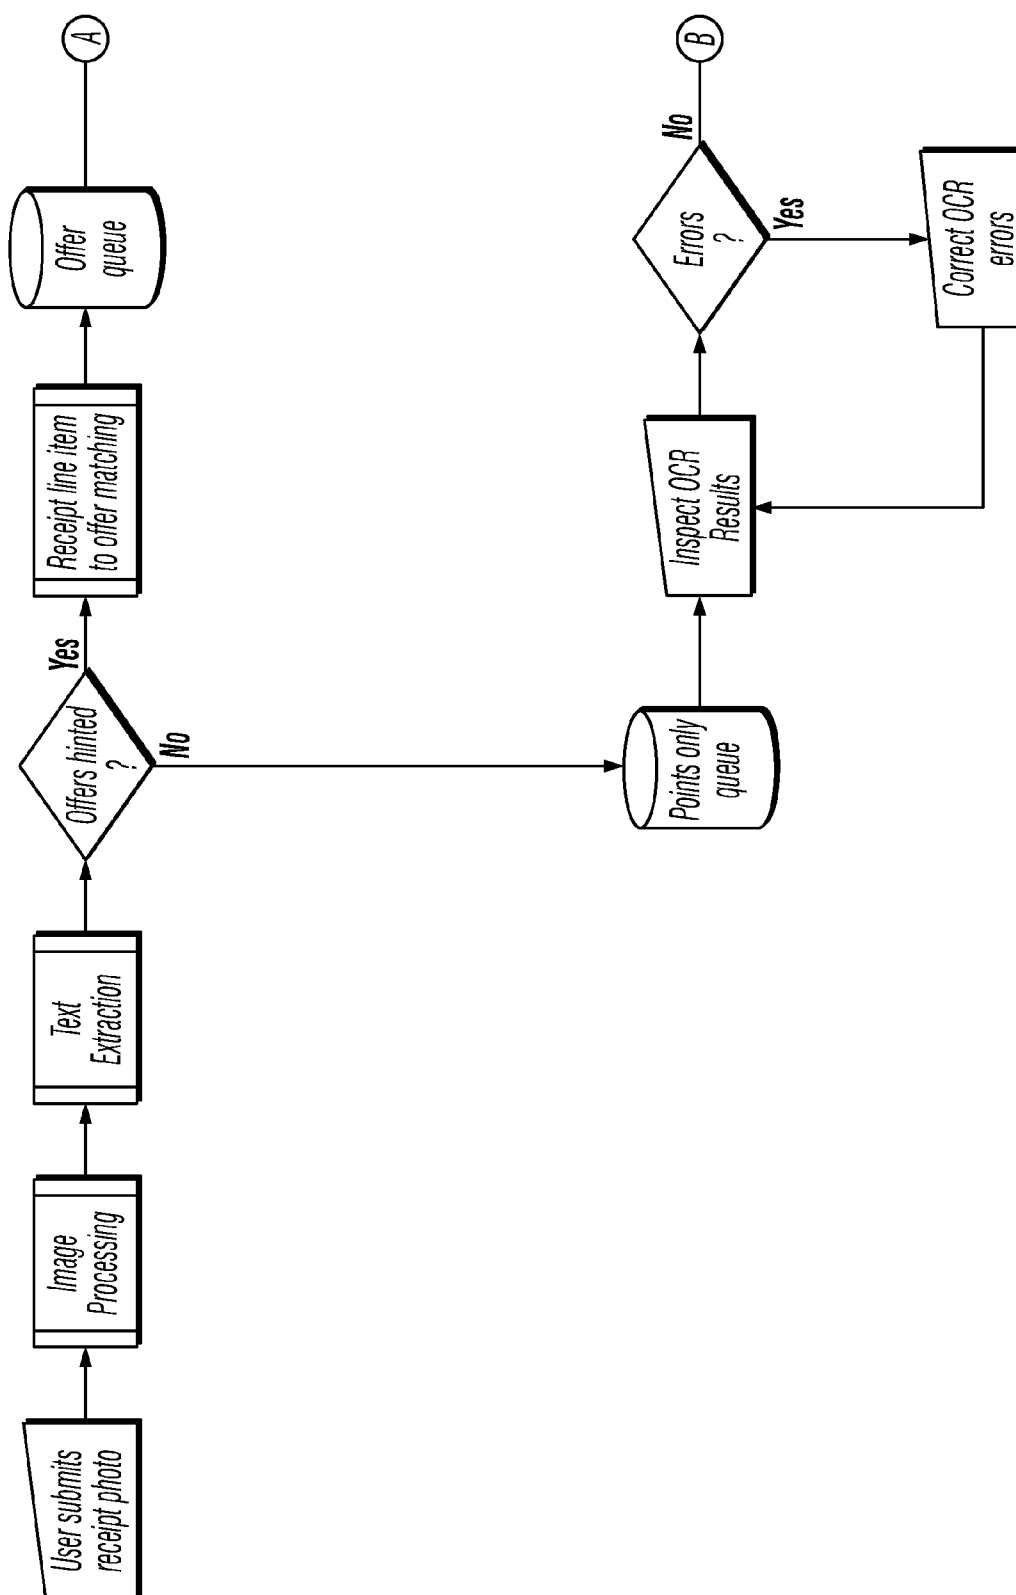 User submits
receipt photo
Image
Processing
Text
Extraction
Offers hinted
?
Yes
No
Receipt line item
to offer matching
Offer
queue
A
Points only
queue
Inspect OCR
Results
Errors
?
No
Yes
B
Correct OCR
errors